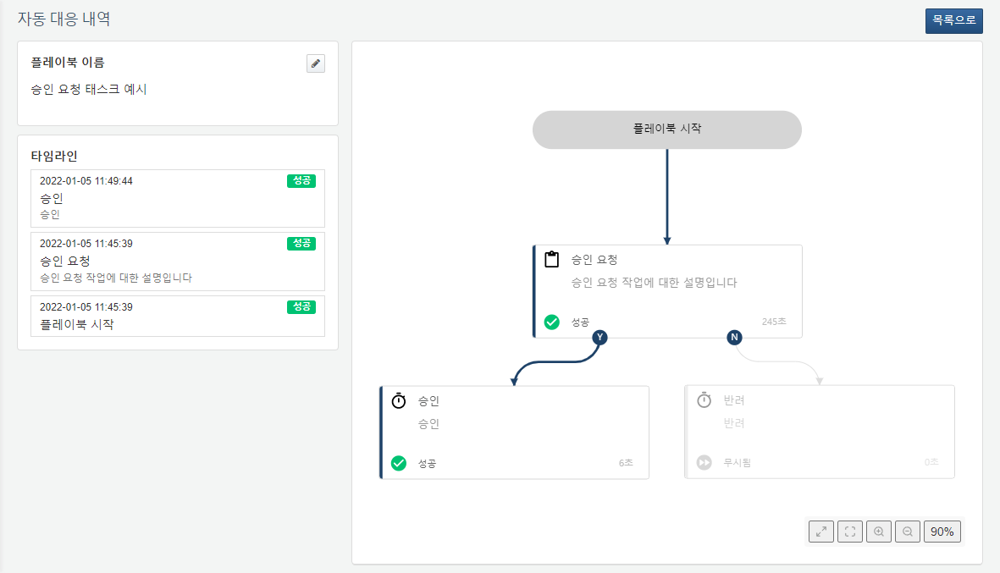 자동 대응 내역
목록으로
플레이북 이름
승인 요청 태스크 예시
타임라인
2022-01-05 11:49:44 성공
승인
승인
2022-01-05 11:45:39 성공
승인 요청
승인 요청 작업에 대한 설명입니다
2022-01-05 11:45:39 성공
플레이북 시작
플레이북 시작
승인 요청
승인 요청 작업에 대한 설명입니다
성공 245초
Y N
승인
승인
성공 6초
반려
반려
무시됨 0초
90%